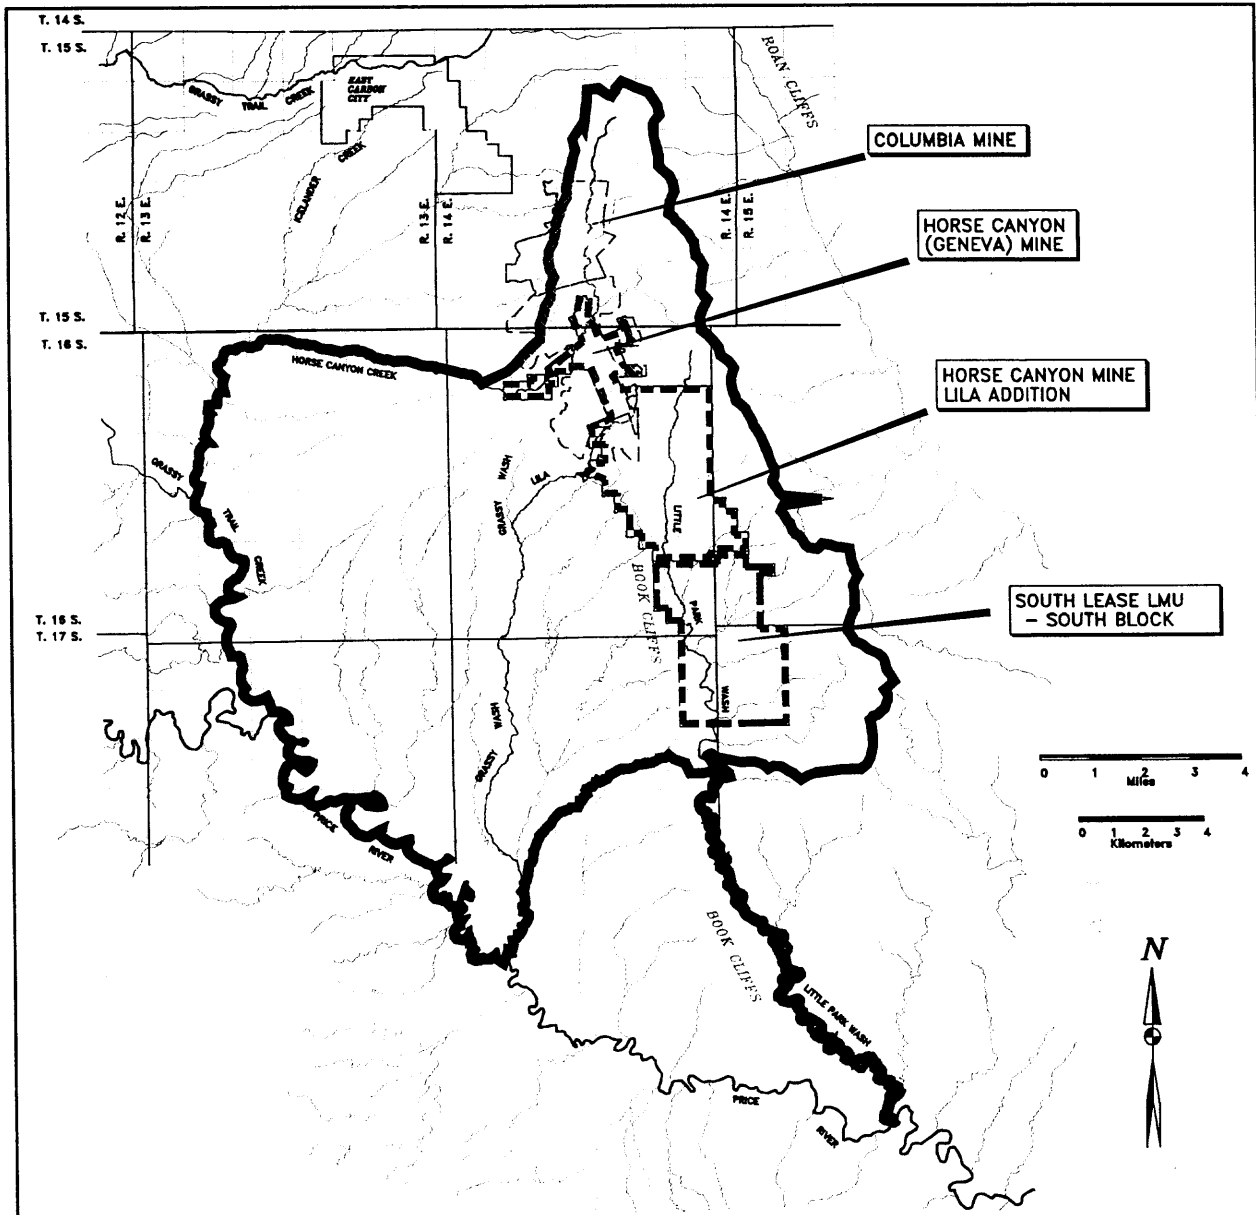 T. 14 S.
T. 15 S.
ROAN CLIFFS
EAST
CARBON
CITY
GRASSY TRAIL CREEK
COLUMBIA MINE
ICELANDER CREEK
R. 12 E.
R. 13 E.
R. 13 E.
R. 14 E.
R. 14 E.
R. 15 E.
HORSE CANYON
(GENEVA) MINE
T. 15 S.
T. 16 S.
HORSE CANYON CREEK
HORSE CANYON MINE
LILA ADDITION
GRASSY TRAIL CREEK
GRASSY WASH
LILA
LITTLE PARK WASH
BOOK CLIFFS
SOUTH LEASE LMU
- SOUTH BLOCK
T. 16 S.
T. 17 S.
GRASSY WASH
0 1 2 3 4
Miles
0 1 2 3 4
Kilometers
PRICE RIVER
BOOK CLIFFS
N
LITTLE PARK WASH
PRICE RIVER